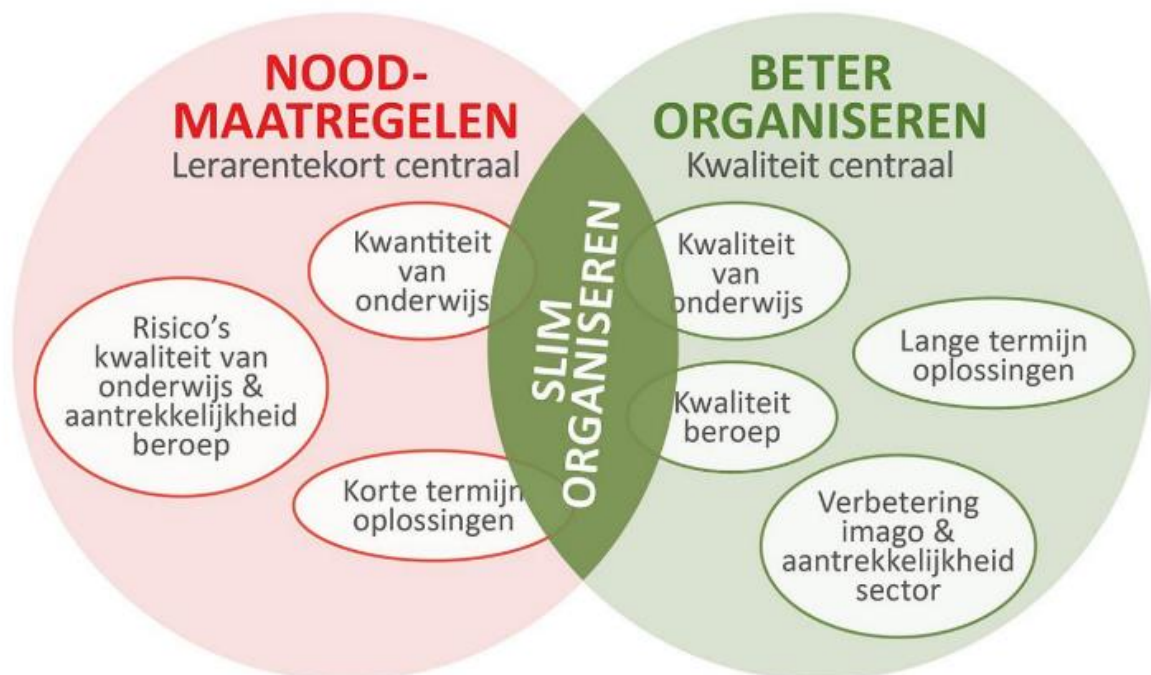 NOOD-
MAATREGELEN
Lerarentekort centraal
Kwantiteit
van
onderwijs
Risico's
kwaliteit van
onderwijs &
aantrekkelijkheid
beroep
Korte termijn
oplossingen
SLIM
ORGANISEREN
BETER
ORGANISEREN
Kwaliteit centraal
Kwaliteit
van
onderwijs
Lange termijn
oplossingen
Kwaliteit
beroep
Verbetering
imago &
aantrekkelijkheid
sector